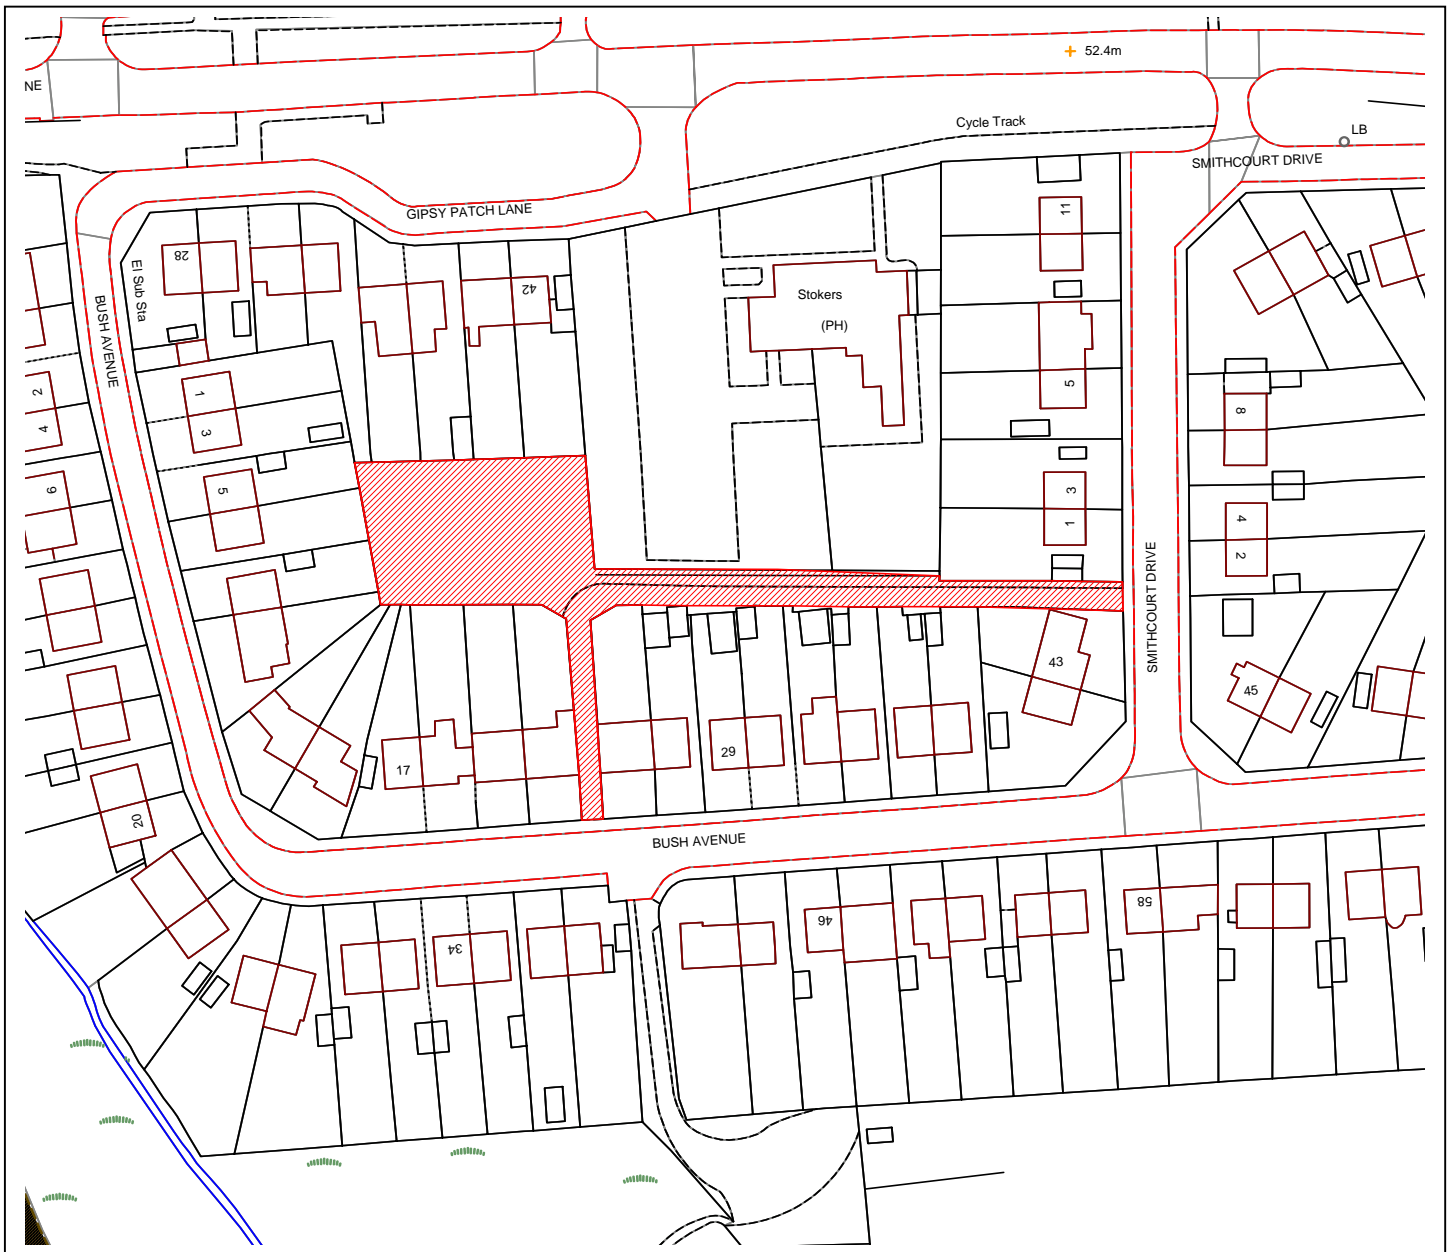 52.4m
NE
Cycle Track
LB
SMITHCOURT DRIVE
GIPSY PATCH LANE
11
28
El Sub Sta
42
Stokers
(PH)
BUSH AVENUE
1
3
2
4
5
8
5
6
3
1
4
2
SMITHCOURT DRIVE
43
45
29
17
20
BUSH AVENUE
46
58
34